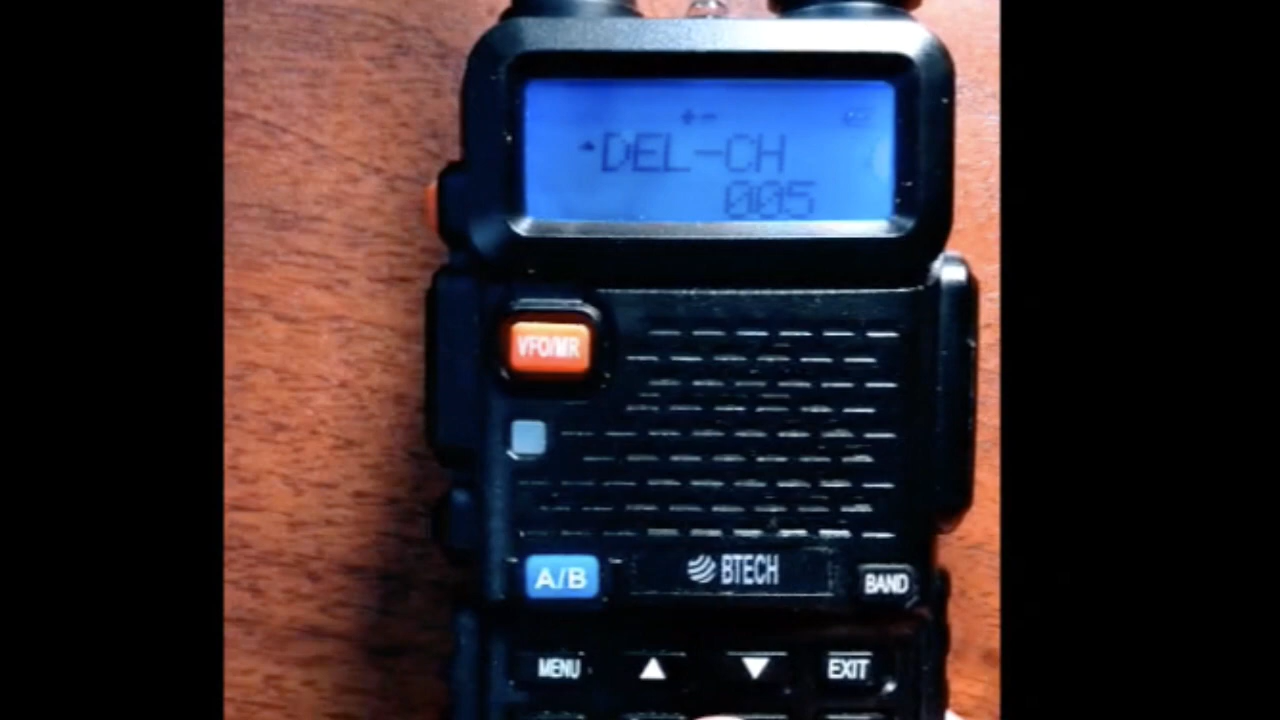 +-
DEL-CH
005
VFO/MR
A/B
BTECH
BAND
MENU
EXIT